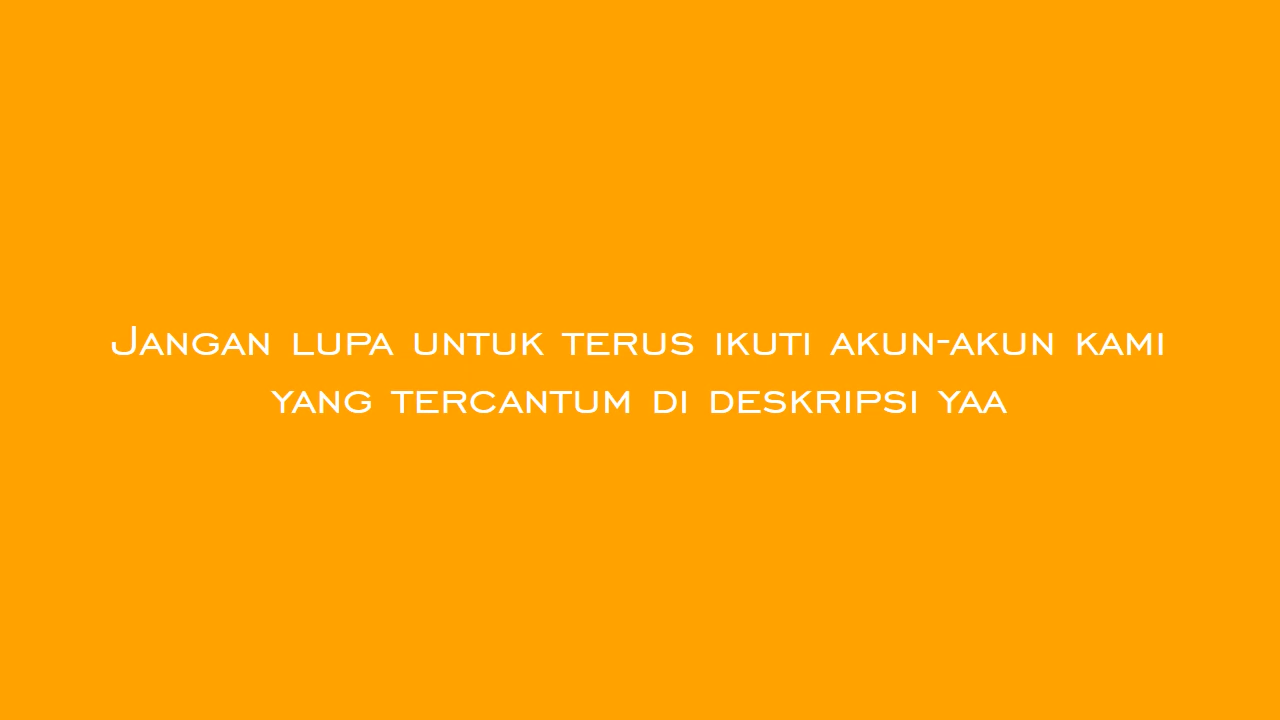 Jangan lupa untuk terus ikuti akun-akun kami
yang tercantum di deskripsi yaa